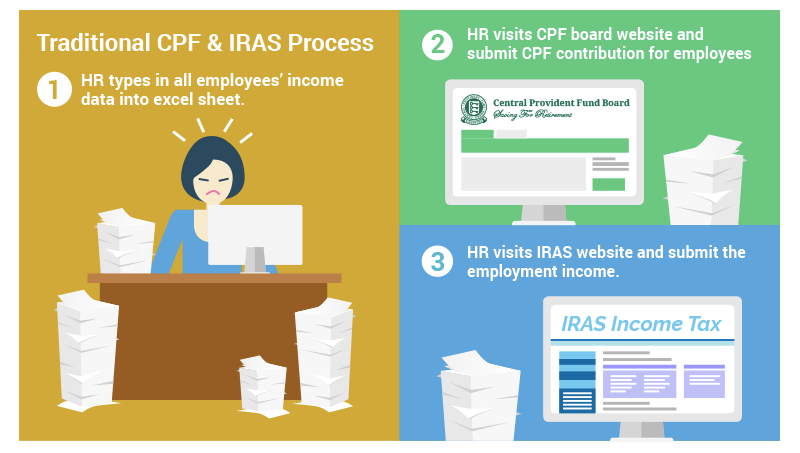 Traditional CPF & IRAS Process
1
HR types in all employees' income
data into excel sheet.
2
HR visits CPF board website and
submit CPF contribution for employees
Central Provident Fund Board
Saving For Retirement
3
HR visits IRAS website and submit the
employment income.
IRAS Income Tax